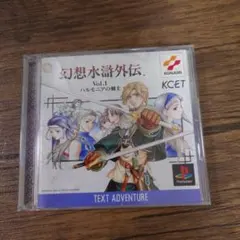 幻想水滸外伝
Vol.1
ハルモニアの剣士
KONAMI
KCET
PlayStation
TEXT ADVENTURE